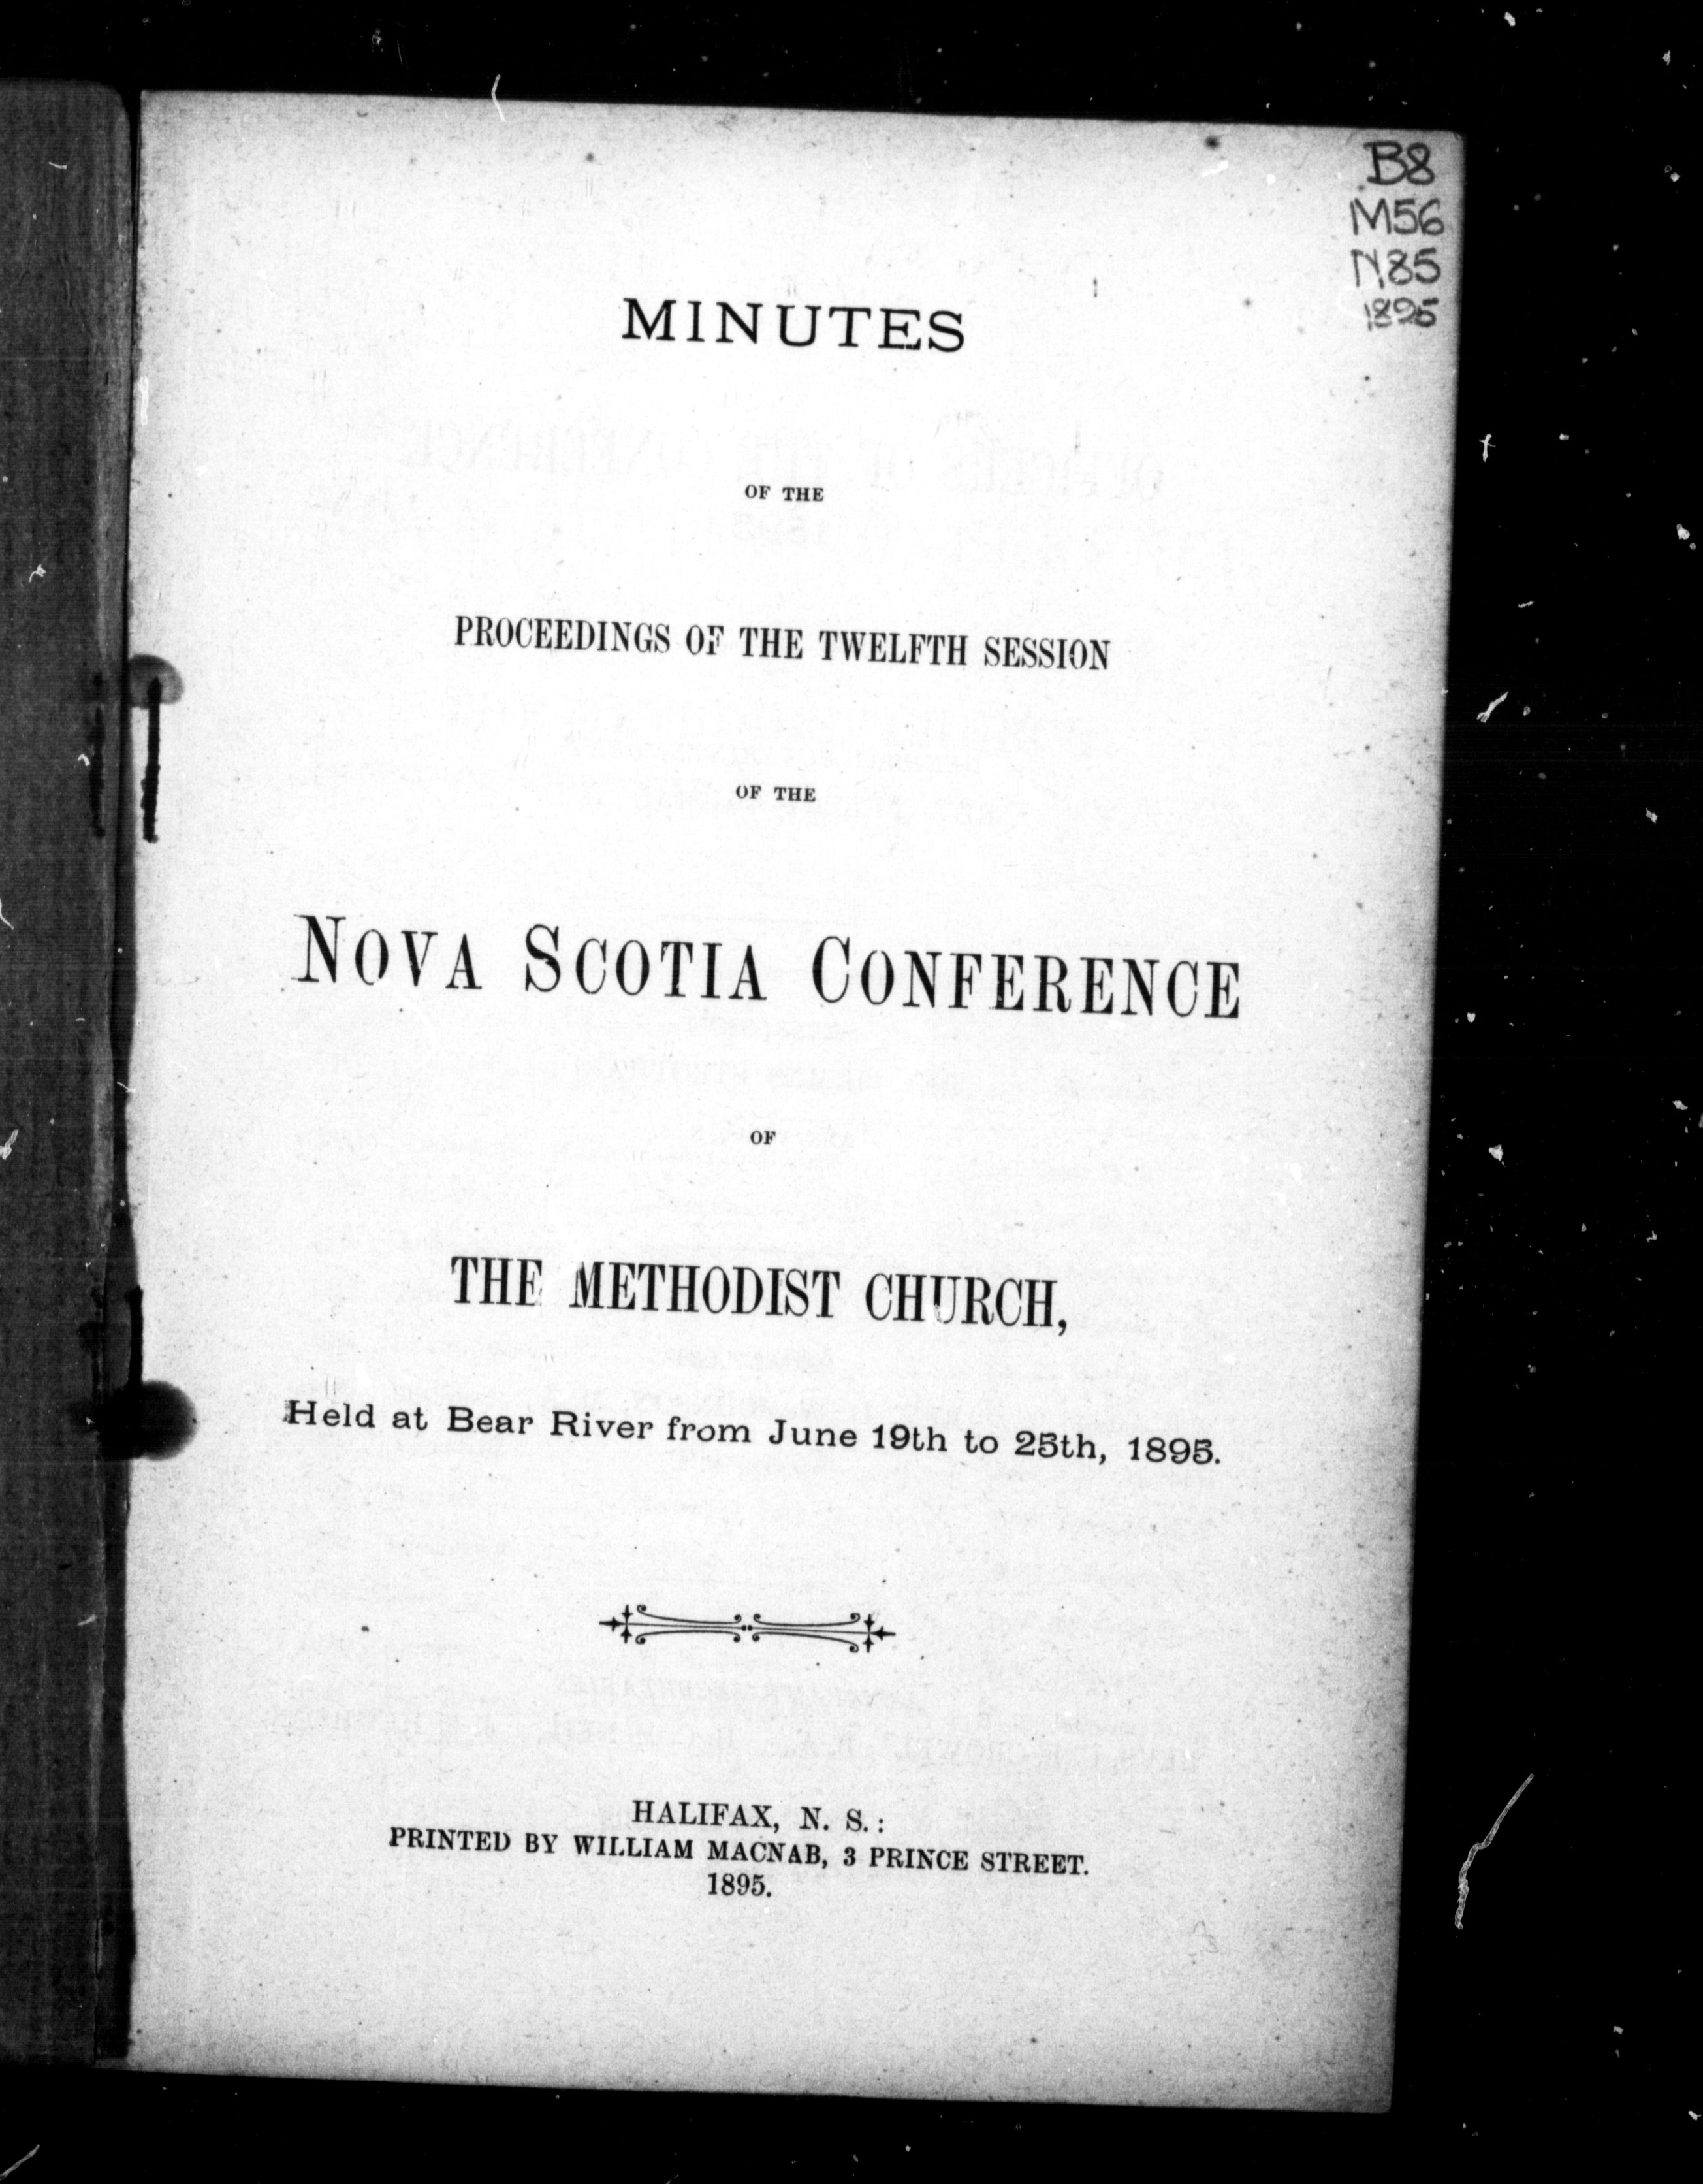 B8
M56
N85
1895
MINUTES
OF THE
PROCEEDINGS OF THE TWELFTH SESSION
OF THE
NOVA SCOTIA CONFERENCE
OF
THE METHODIST CHURCH,
Held at Bear River from June 19th to 25th, 1895.
HALIFAX, N. S.:
PRINTED BY WILLIAM MACNAB, 3 PRINCE STREET.
1895.